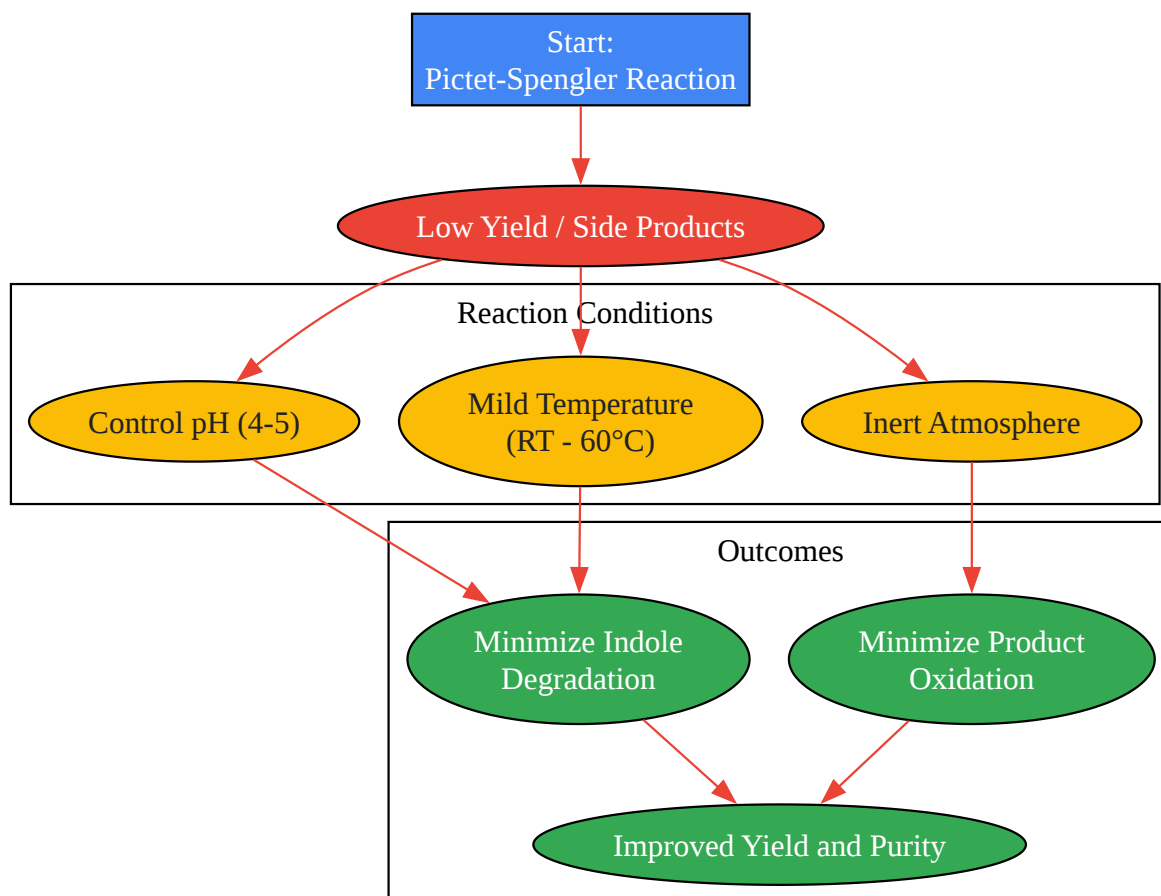 Start:
Pictet-Spengler Reaction
Low Yield / Side Products
Reaction Conditions
Control pH (4-5)
Mild Temperature
(RT - 60°C)
Inert Atmosphere
Outcomes
Minimize Indole
Degradation
Minimize Product
Oxidation
Improved Yield and Purity